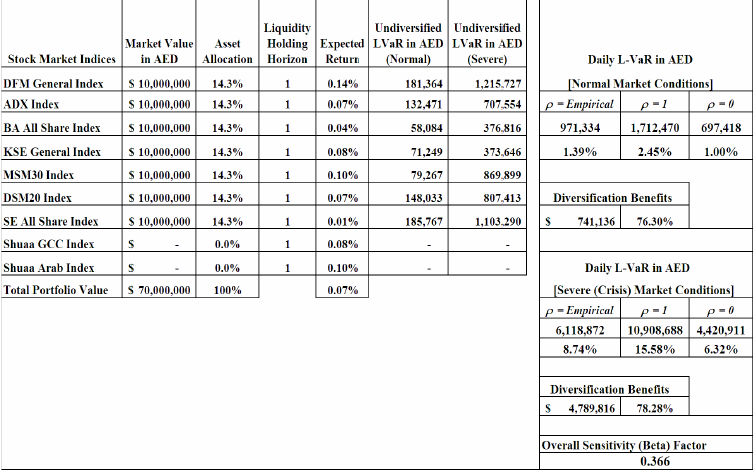 Stock Market Indices Market Value in AED Asset Allocation Liquidity Holding Horizon Expected Return Undiversified LVaR in AED (Normal) Undiversified LVaR in AED (Severe)
DFM General Index $ 10,000,000 14.3% 1 0.14% 181,364 1,215,727
ADX Index $ 10,000,000 14.3% 1 0.07% 132,471 707,554
BA All Share Index $ 10,000,000 14.3% 1 0.04% 58,084 376,816
KSE General Index $ 10,000,000 14.3% 1 0.08% 71,249 373,646
MSM30 Index $ 10,000,000 14.3% 1 0.10% 79,267 869,899
DSM20 Index $ 10,000,000 14.3% 1 0.07% 148,033 807,413
SE All Share Index $ 10,000,000 14.3% 1 0.01% 185,767 1,103,290
Shuaa GCC Index $ - 0.0% 1 0.08% - -
Shuaa Arab Index $ - 0.0% 1 0.10% - -
Total Portfolio Value $ 70,000,000 100% 0.07%
Daily L-VaR in AED
[Normal Market Conditions]
ρ = Empirical ρ = 1 ρ = 0
971,334 1,712,470 697,418
1.39% 2.45% 1.00%
Diversification Benefits
$ 741,136 76.30%
Daily L-VaR in AED
[Severe (Crisis) Market Conditions]
ρ = Empirical ρ = 1 ρ = 0
6,118,872 10,908,688 4,420,911
8.74% 15.58% 6.32%
Diversification Benefits
$ 4,789,816 78.28%
Overall Sensitivity (Beta) Factor
0.366